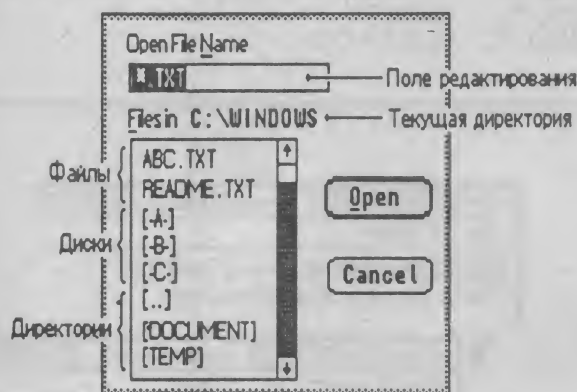 Open File Name
*.TXT
Поле редактирования
Files in C:\WINDOWS
Текущая директория
Файлы
ABC.TXT
README.TXT
Open
Диски
[-A-]
[-B-]
[-C-]
Cancel
Директории
[..]
[DOCUMENT]
[TEMP]